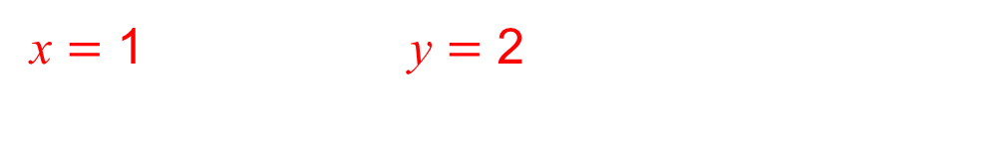 x = 1 y = 2